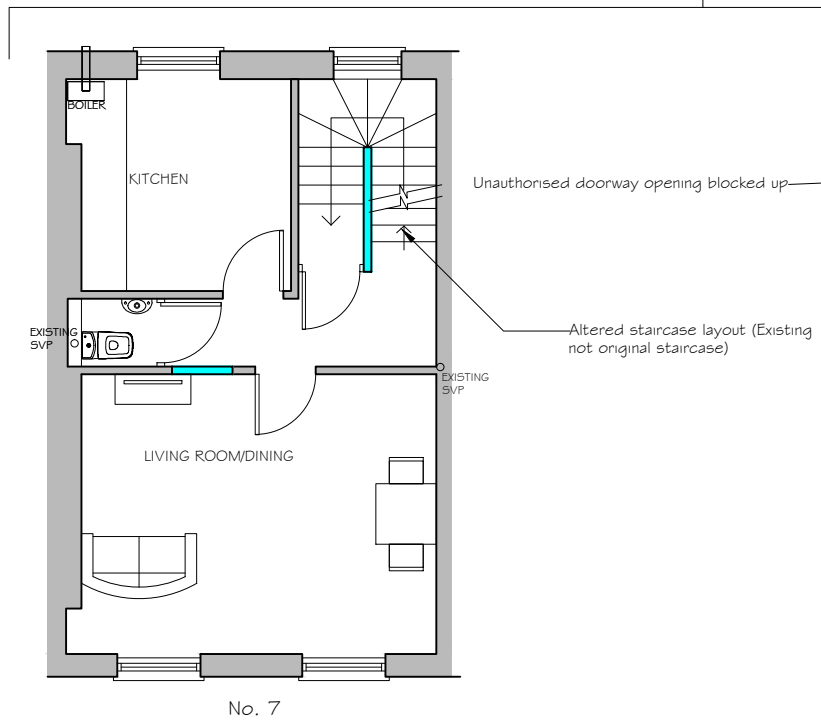 BOILER
KITCHEN
Unauthorised doorway opening blocked up
EXISTING
SVP
Altered staircase layout (Existing
not original staircase)
EXISTING
SVP
LIVING ROOM/DINING
No. 7